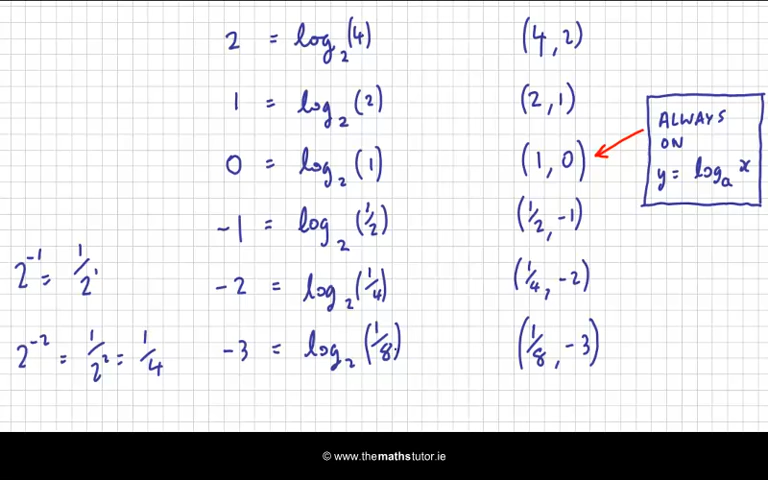 2 = log₂(4) (4, 2)
1 = log₂(2) (2, 1)
ALWAYS
ON
y = logₐ x
0 = log₂(1) (1, 0)
-1 = log₂(1/2) (1/2, -1)
2⁻¹ = 1/2¹
-2 = log₂(1/4) (1/4, -2)
2⁻² = 1/2² = 1/4
-3 = log₂(1/8) (1/8, -3)
© www.themathstutor.ie